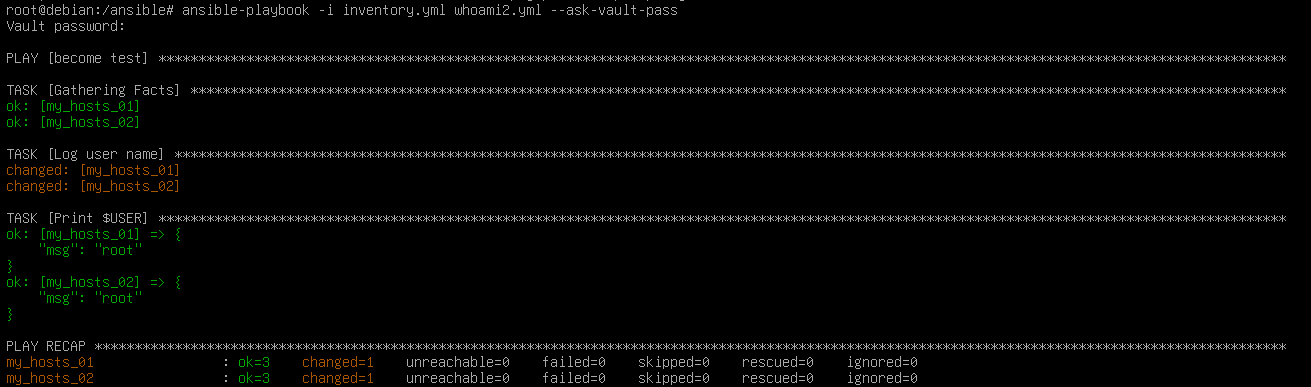 root@debian:/ansible# ansible-playbook -i inventory.yml whoami2.yml --ask-vault-pass
Vault password:
PLAY [become test] *********************************************************************************************************************************************
TASK [Gathering Facts] *****************************************************************************************************************************************
ok: [my_hosts_01]
ok: [my_hosts_02]
TASK [Log user name] *******************************************************************************************************************************************
changed: [my_hosts_01]
changed: [my_hosts_02]
TASK [Print $USER] *********************************************************************************************************************************************
ok: [my_hosts_01] => {
    "msg": "root"
}
ok: [my_hosts_02] => {
    "msg": "root"
}
PLAY RECAP *****************************************************************************************************************************************************
my_hosts_01                : ok=3    changed=1    unreachable=0    failed=0    skipped=0    rescued=0    ignored=0
my_hosts_02                : ok=3    changed=1    unreachable=0    failed=0    skipped=0    rescued=0    ignored=0